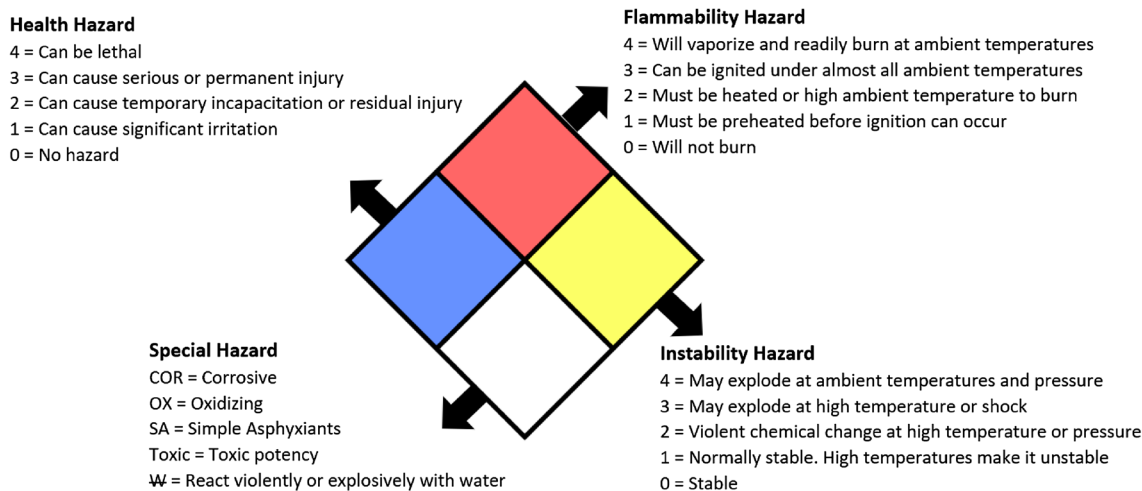 Health Hazard
4 = Can be lethal
3 = Can cause serious or permanent injury
2 = Can cause temporary incapacitation or residual injury
1 = Can cause significant irritation
0 = No hazard
Flammability Hazard
4 = Will vaporize and readily burn at ambient temperatures
3 = Can be ignited under almost all ambient temperatures
2 = Must be heated or high ambient temperature to burn
1 = Must be preheated before ignition can occur
0 = Will not burn
Special Hazard
COR = Corrosive
OX = Oxidizing
SA = Simple Asphyxiants
Toxic = Toxic potency
W̶ = React violently or explosively with water
Instability Hazard
4 = May explode at ambient temperatures and pressure
3 = May explode at high temperature or shock
2 = Violent chemical change at high temperature or pressure
1 = Normally stable. High temperatures make it unstable
0 = Stable